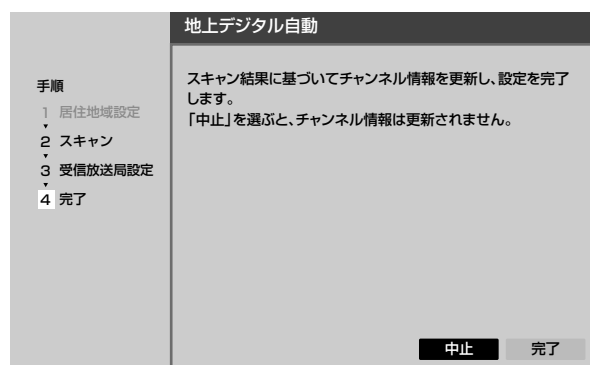 地上デジタル自動
手順
1 居住地域設定
2 スキャン
3 受信放送局設定
4 完了
スキャン結果に基づいてチャンネル情報を更新し、設定を完了
します。
「中止」を選ぶと、チャンネル情報は更新されません。
中止 完了